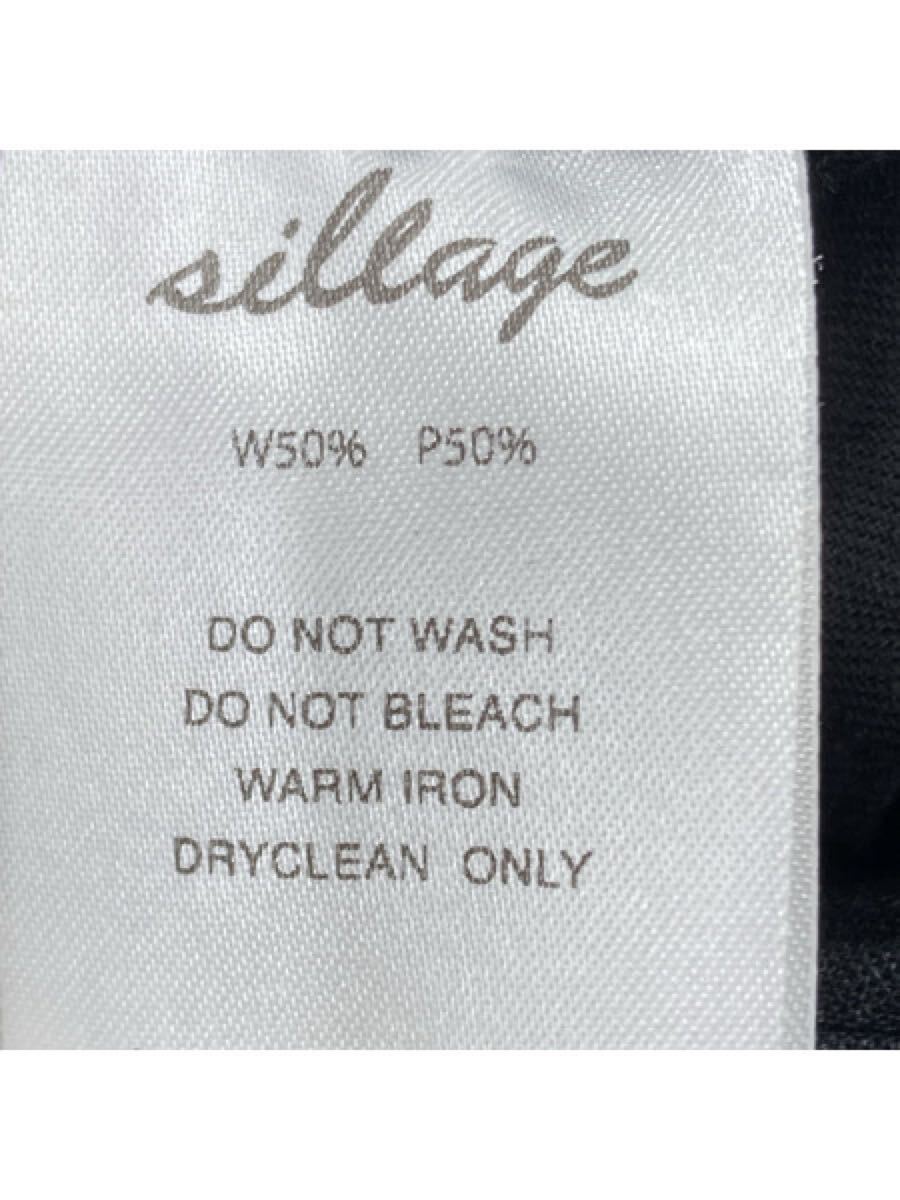 sillage
W50% P50%
DO NOT WASH
DO NOT BLEACH
WARM IRON
DRYCLEAN ONLY